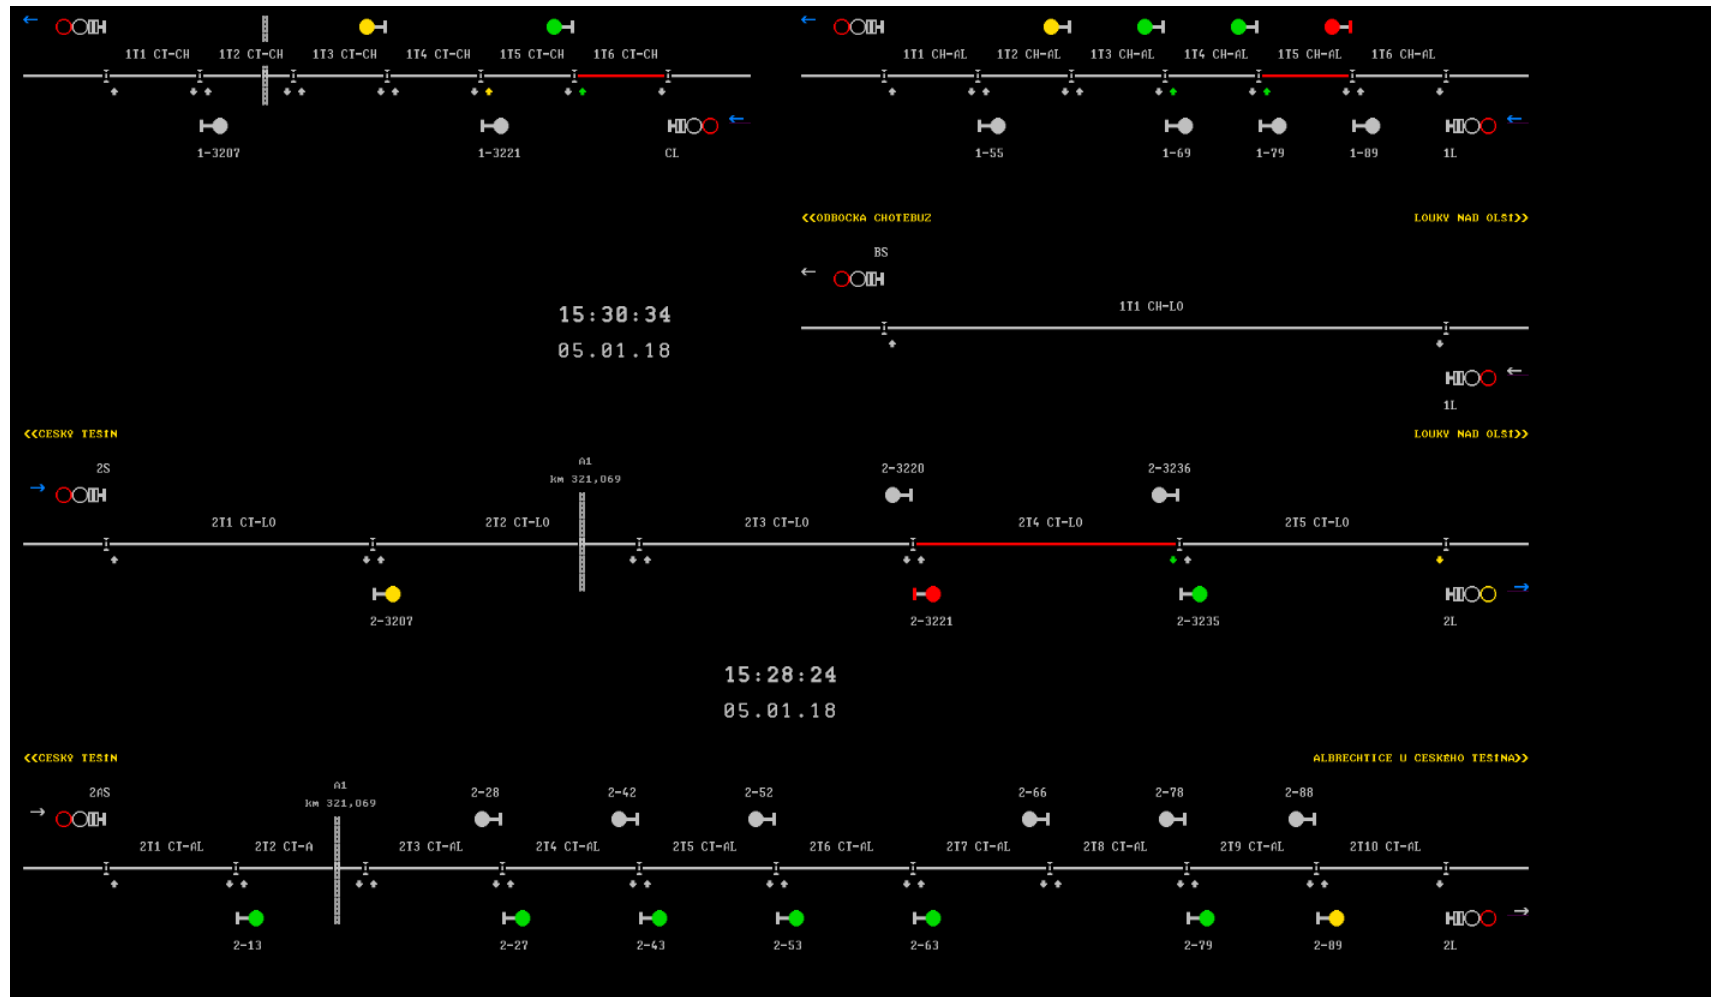 1T1 CT-CH 1T2 CT-CH 1T3 CT-CH 1T4 CT-CH 1T5 CT-CH 1T6 CT-CH
1T1 CH-AL 1T2 CH-AL 1T3 CH-AL 1T4 CH-AL 1T5 CH-AL 1T6 CH-AL
1-3207 1-3221 CL
1-55 1-69 1-79 1-89 1L
<<ODBOCKA CHOTEBUZ LOUKY NAD OLSÍ>>
BS
1T1 CH-LO
15:30:34
05.01.18
1L
<<CESKÝ TESÍN LOUKY NAD OLSÍ>>
2S A1 2-3220 2-3236
km 321,069
2T1 CT-LO 2T2 CT-LO 2T3 CT-LO 2T4 CT-LO 2T5 CT-LO
2-3207 2-3221 2-3235 2L
15:28:24
05.01.18
<<CESKÝ TESÍN ALBRECHTICE U CESKÉHO TESÍNA>>
2AS A1 2-28 2-42 2-52 2-66 2-78 2-88
km 321,069
2T1 CT-AL 2T2 CT-A 2T3 CT-AL 2T4 CT-AL 2T5 CT-AL 2T6 CT-AL 2T7 CT-AL 2T8 CT-AL 2T9 CT-AL 2T10 CT-AL
2-13 2-27 2-43 2-53 2-63 2-79 2-89 2L